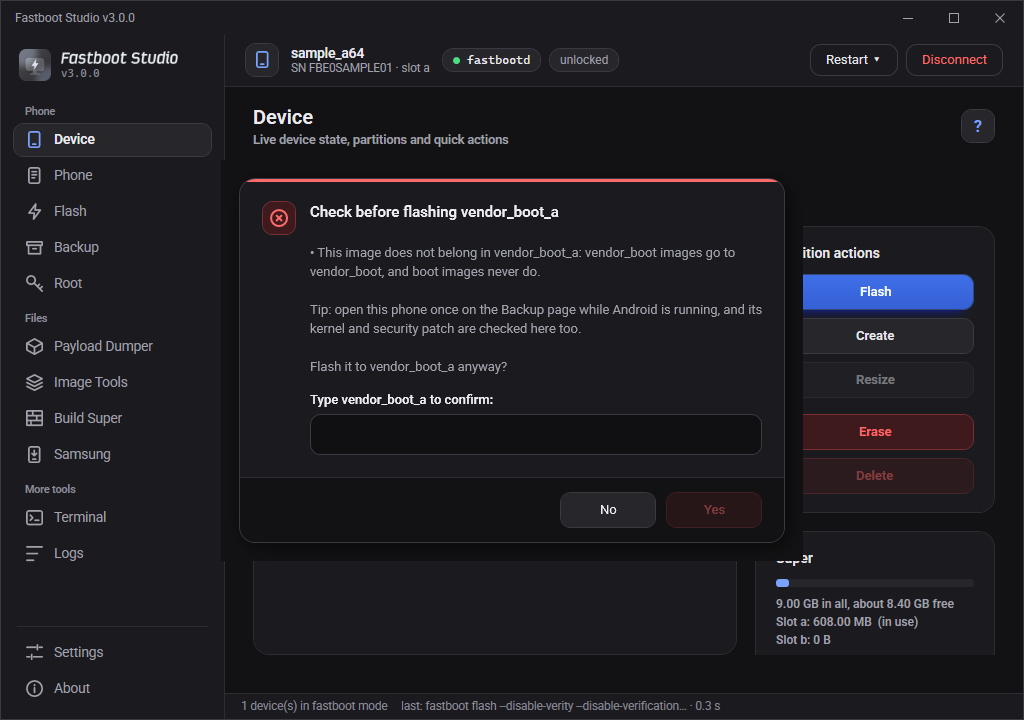 Fastboot Studio v3.0.0
Fastboot Studio
v3.0.0
Phone
Device
Phone
Flash
Backup
Root
Files
Payload Dumper
Image Tools
Build Super
Samsung
More tools
Terminal
Logs
Settings
About
sample_a64
SN FBE0SAMPLE01 · slot a
fastbootd
unlocked
Restart ▾
Disconnect
Device
Live device state, partitions and quick actions
?
Check before flashing vendor_boot_a
• This image does not belong in vendor_boot_a: vendor_boot images go to
vendor_boot, and boot images never do.
Tip: open this phone once on the Backup page while Android is running, and its
kernel and security patch are checked here too.
Flash it to vendor_boot_a anyway?
Type vendor_boot_a to confirm:
No
Yes
ition actions
Flash
Create
Resize
Erase
Delete
Super
9.00 GB in all, about 8.40 GB free
Slot a: 608.00 MB (in use)
Slot b: 0 B
1 device(s) in fastboot mode last: fastboot flash --disable-verity --disable-verification… · 0.3 s